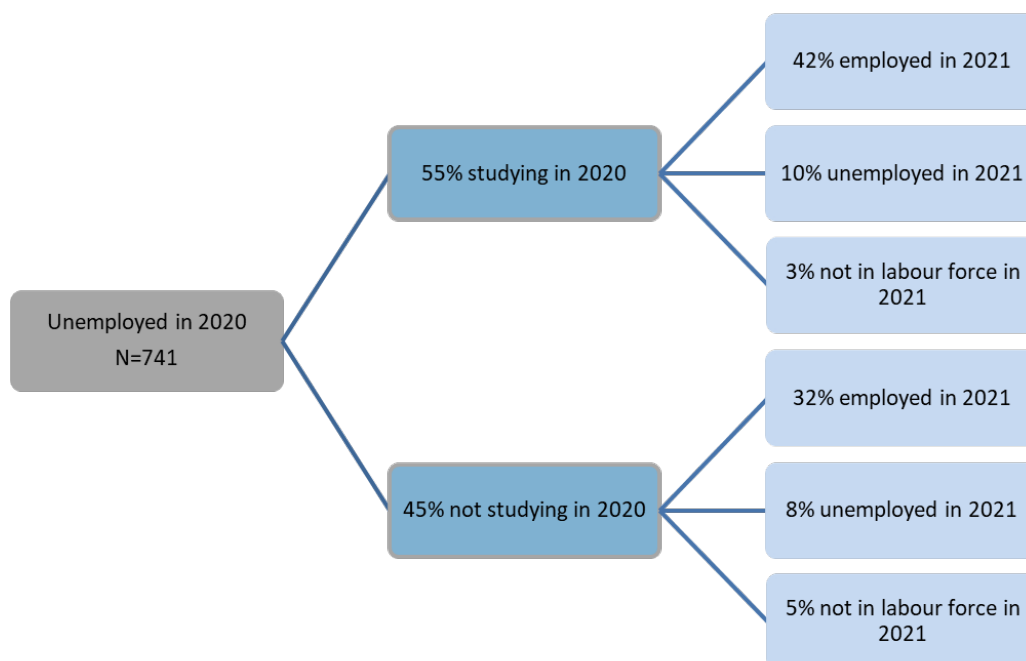 42% employed in 2021
55% studying in 2020
10% unemployed in 2021
3% not in labour force in
2021
Unemployed in 2020
N=741
32% employed in 2021
45% not studying in 2020
8% unemployed in 2021
5% not in labour force in
2021